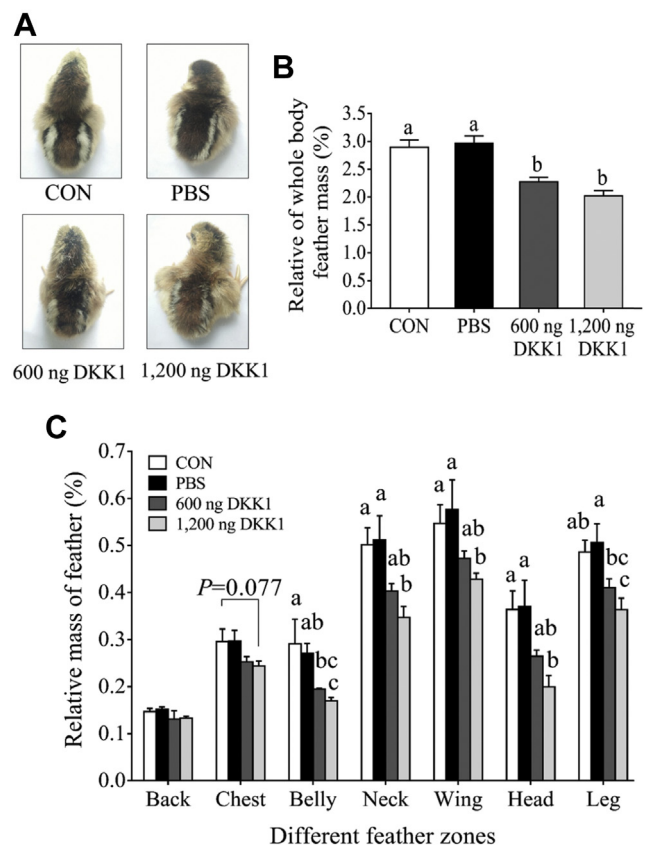 A
CON
PBS
600 ng DKK1
1,200 ng DKK1
B
Relative of whole body
feather mass (%)
3.5
3.0
2.5
2.0
1.5
1.0
0.5
0.0
a
a
b
b
CON
PBS
600 ng
DKK1
1,200 ng
DKK1
C
Relative mass of feather (%)
0.7
0.6
0.5
0.4
0.3
0.2
0.1
0.0
CON
PBS
600 ng DKK1
1,200 ng DKK1
P=0.077
a
ab
bc
c
a
a
ab
b
a
a
ab
b
a
a
ab
b
ab
a
bc
c
Back
Chest
Belly
Neck
Wing
Head
Leg
Different feather zones